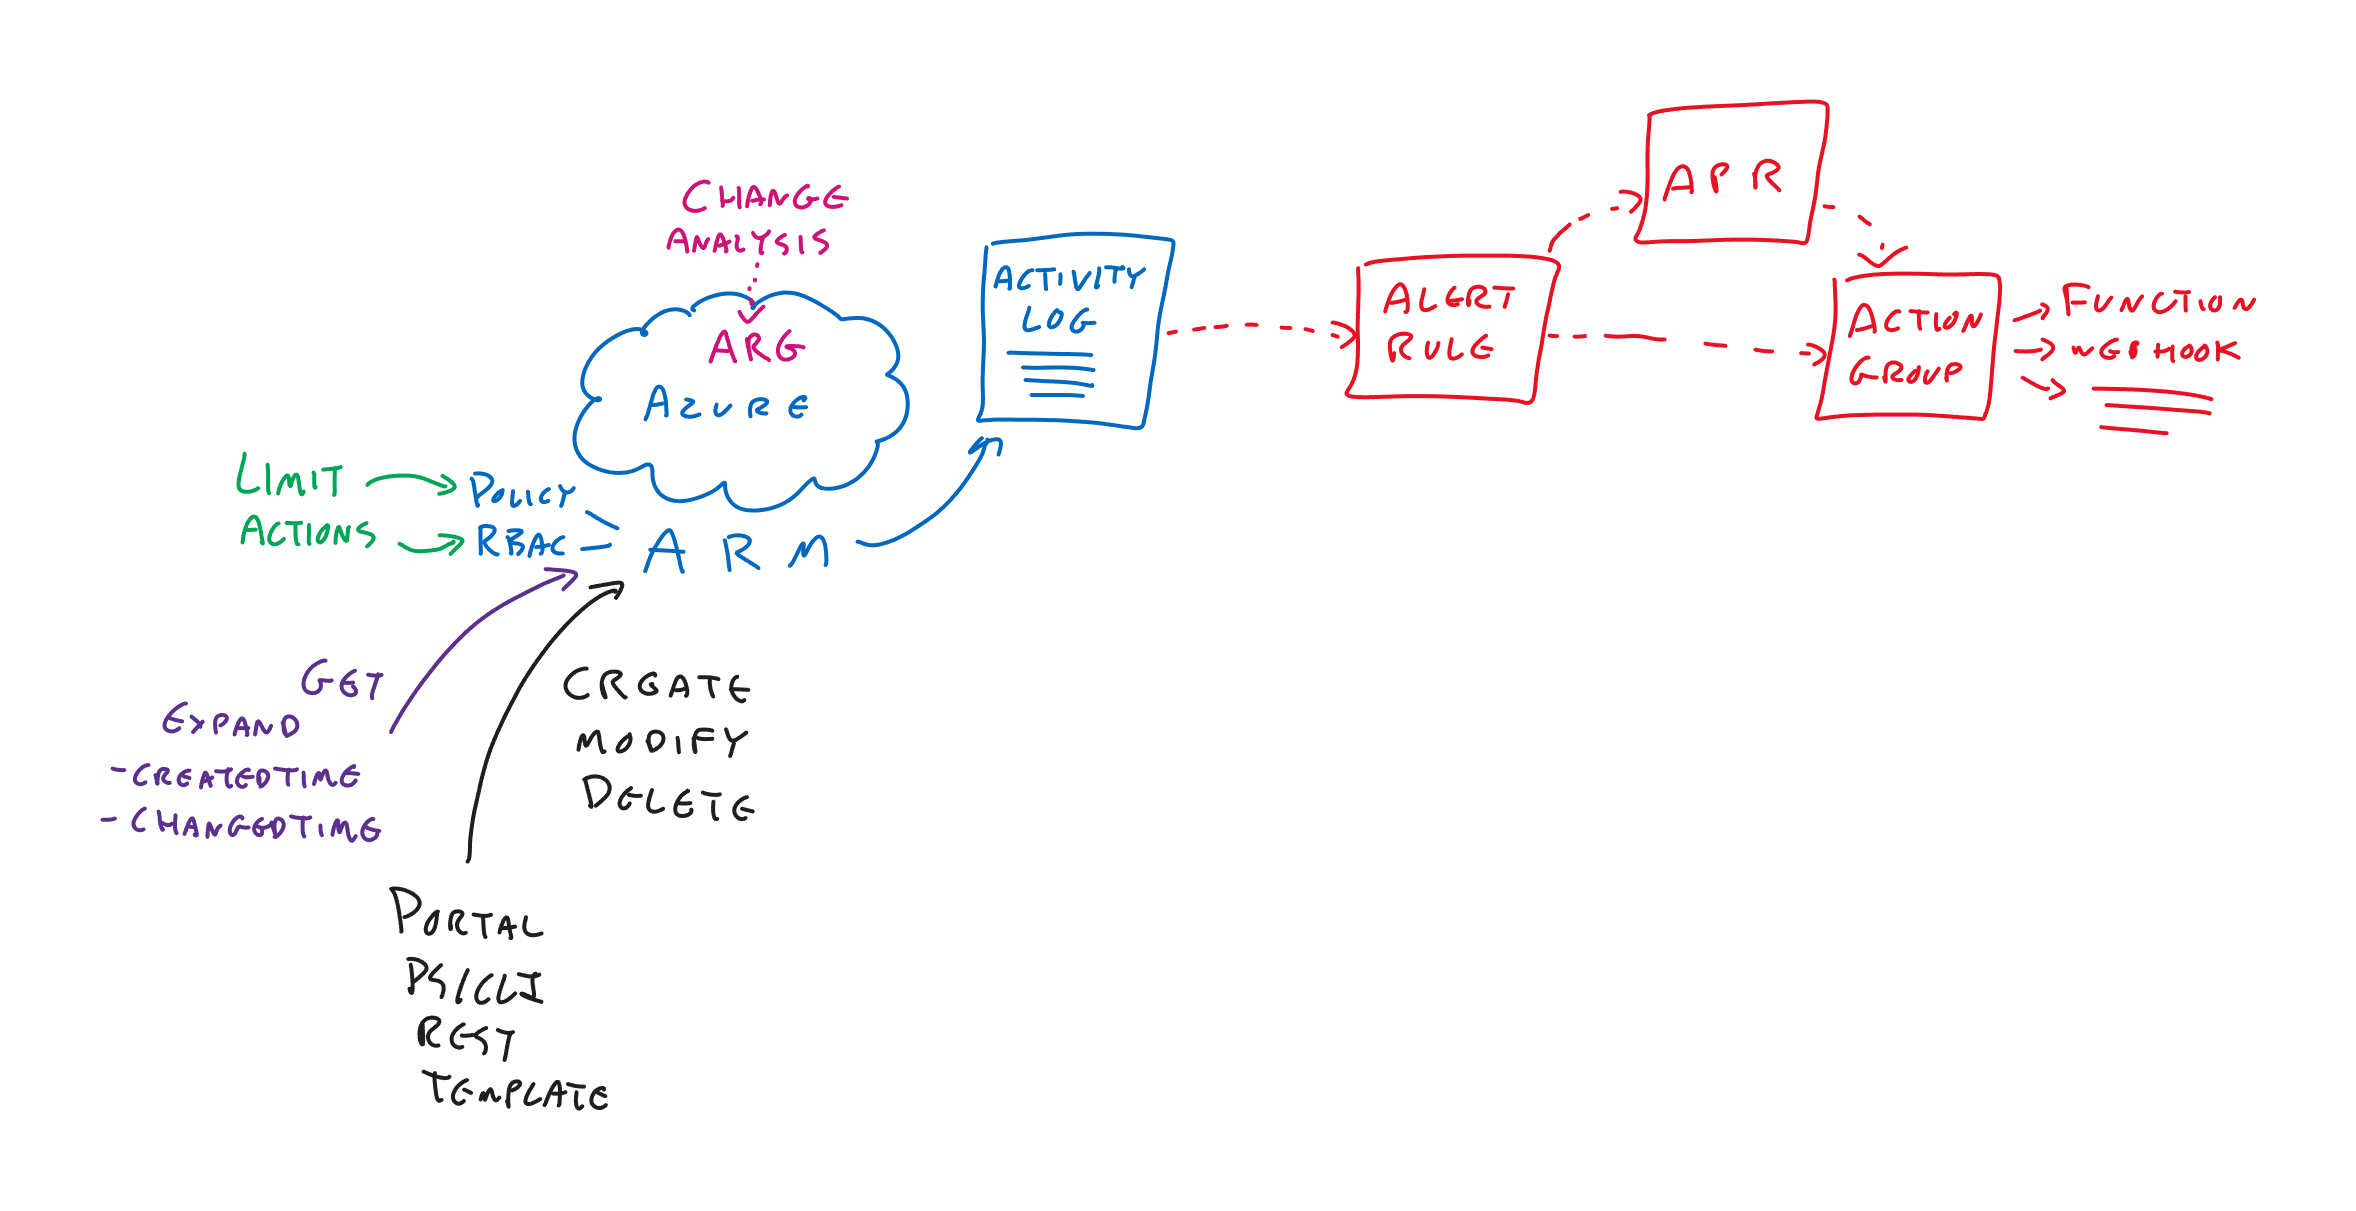 CHANGE
ANALYSIS
ARG
AZURE
ACTIVITY
LOG
ALERT
RULE
APR
ACTION
GROUP
FUNCTION
WEBHOOK
LIMIT
ACTIONS
POLICY
RBAC
ARM
GET
EXPAND
-CREATEDTIME
-CHANGEDTIME
CREATE
MODIFY
DELETE
PORTAL
PS/CLI
REST
TEMPLATE